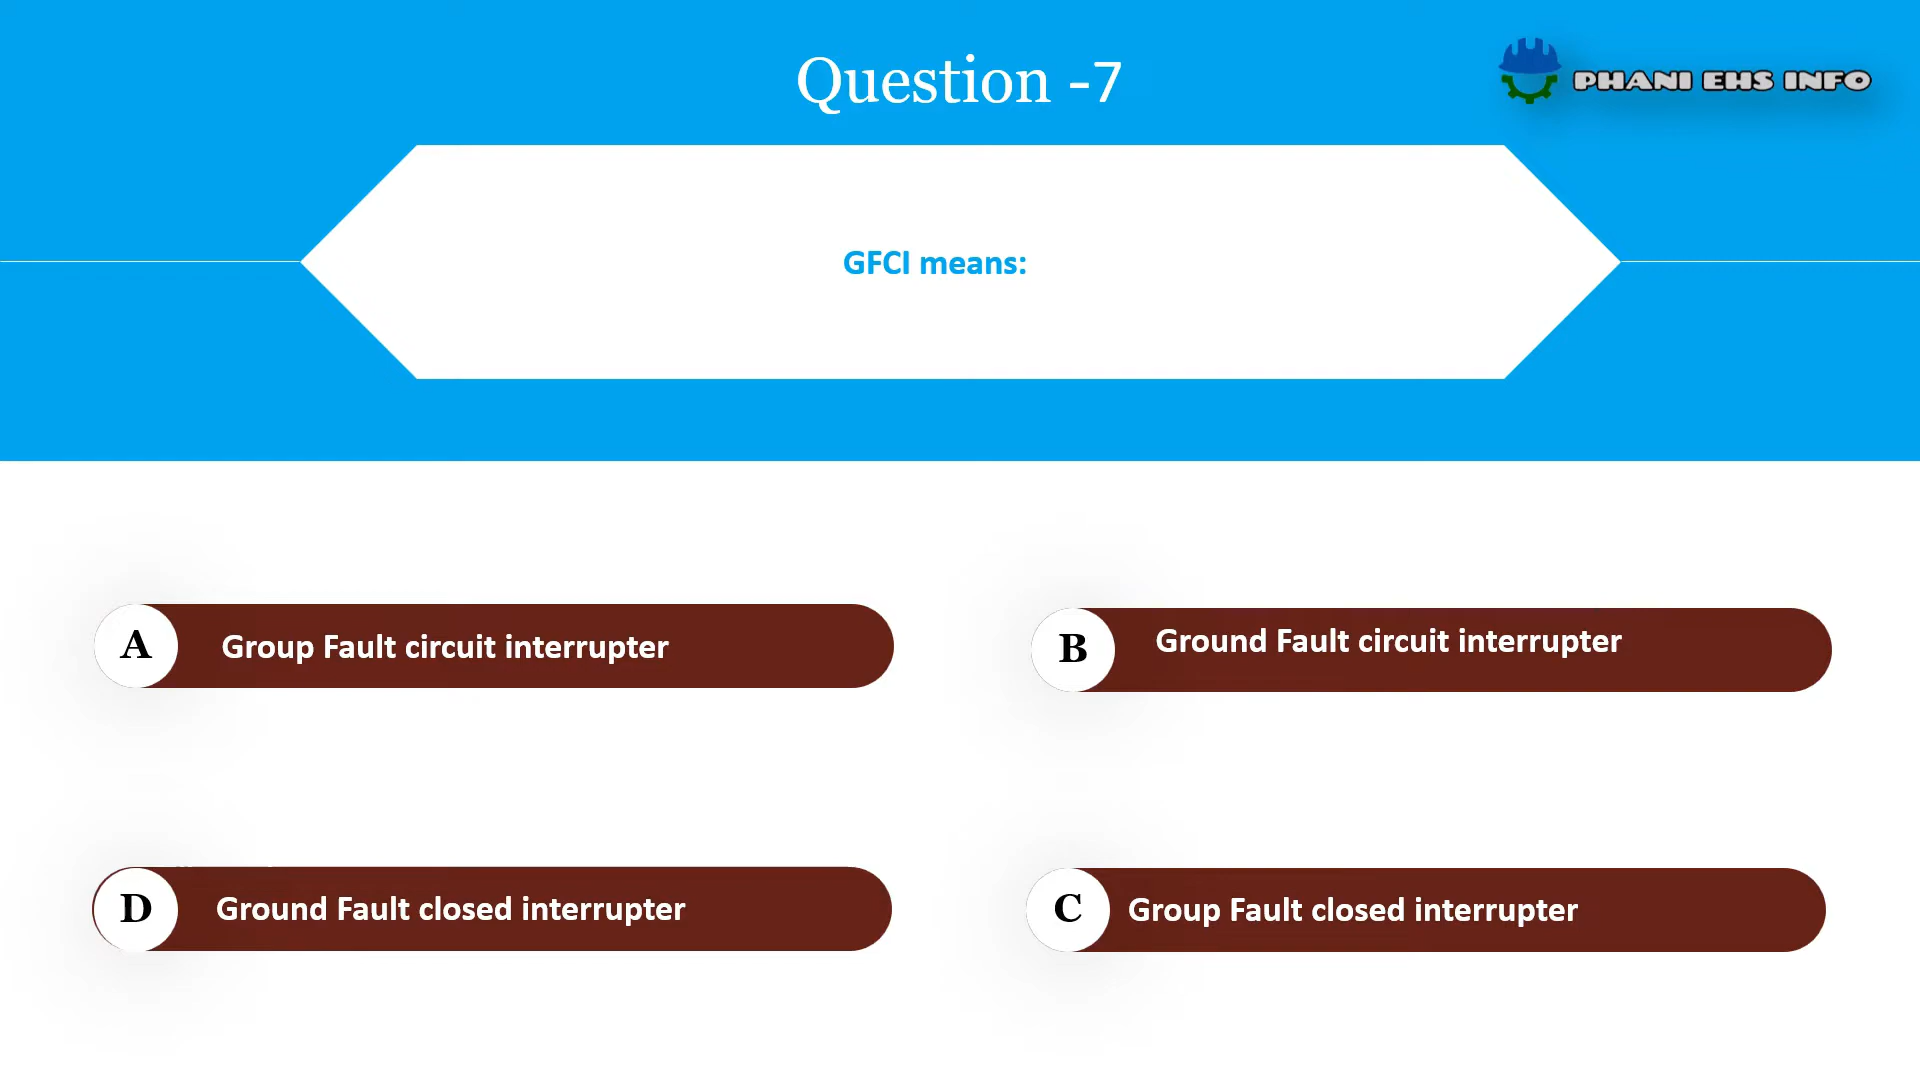 Question -7
PHANI EHS INFO
GFCI means:
A
Group Fault circuit interrupter
B
Ground Fault circuit interrupter
D
Ground Fault closed interrupter
C
Group Fault closed interrupter